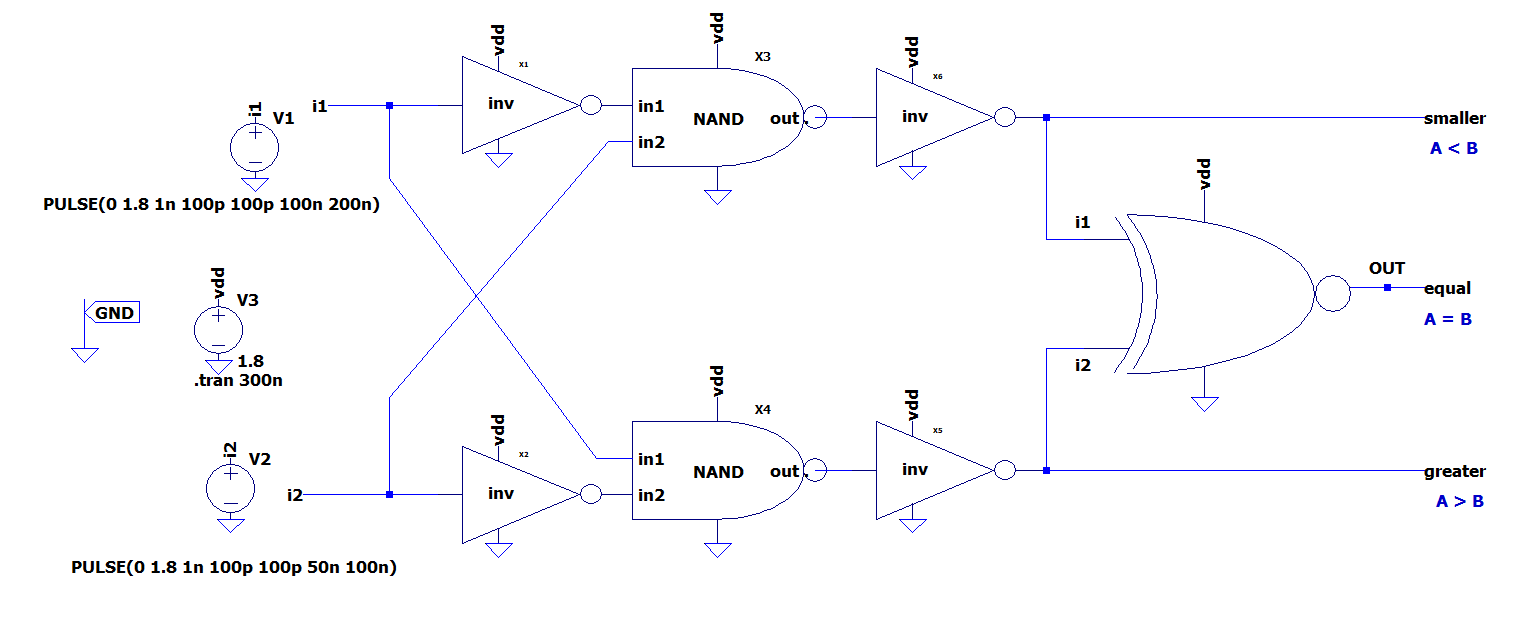 vdd
X1
inv
i1
i1
V1
PULSE(0 1.8 1n 100p 100p 100n 200n)
vdd
X3
in1
in2
NAND
out
vdd
X6
inv
smaller
A < B
vdd
i1
i2
OUT
equal
A = B
GND
vdd
V3
1.8
.tran 300n
i2
V2
i2
PULSE(0 1.8 1n 100p 100p 50n 100n)
vdd
X2
inv
vdd
X4
in1
in2
NAND
out
vdd
X5
inv
greater
A > B